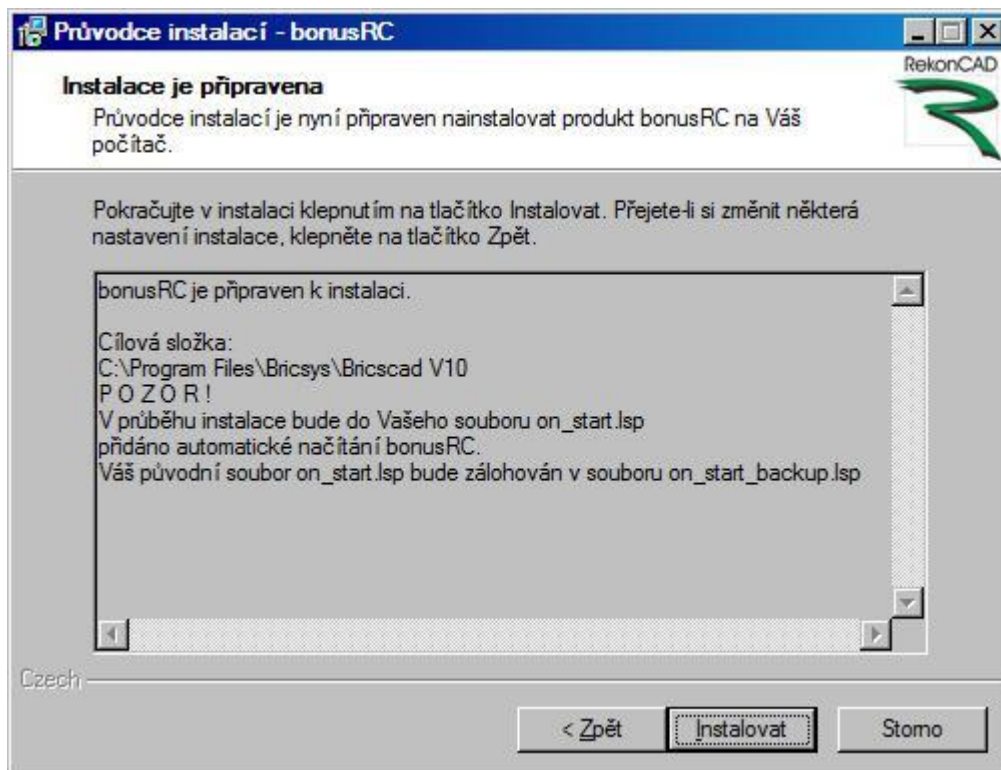 Průvodce instalací - bonusRC
RekonCAD
Instalace je připravena
Průvodce instalací je nyní připraven nainstalovat produkt bonusRC na Váš
počítač.
Pokračujte v instaci klepnutím na tlačítko Instalovat. Přejete-li si změnit některá
nastavení instalace, klepněte na tlačítko Zpět.
bonusRC je připraven k instalaci.
Cílová složka:
C:\Program Files\Bricsys\Bricscad V10
P O Z O R !
V průběhu instalace bude do Vašeho souboru on_start.lsp
přidáno automatické načítání bonusRC.
Váš původní soubor on_start.lsp bude zálohován v souboru on_start_backup.lsp
Czech
< Zpět
Instalovat
Storno